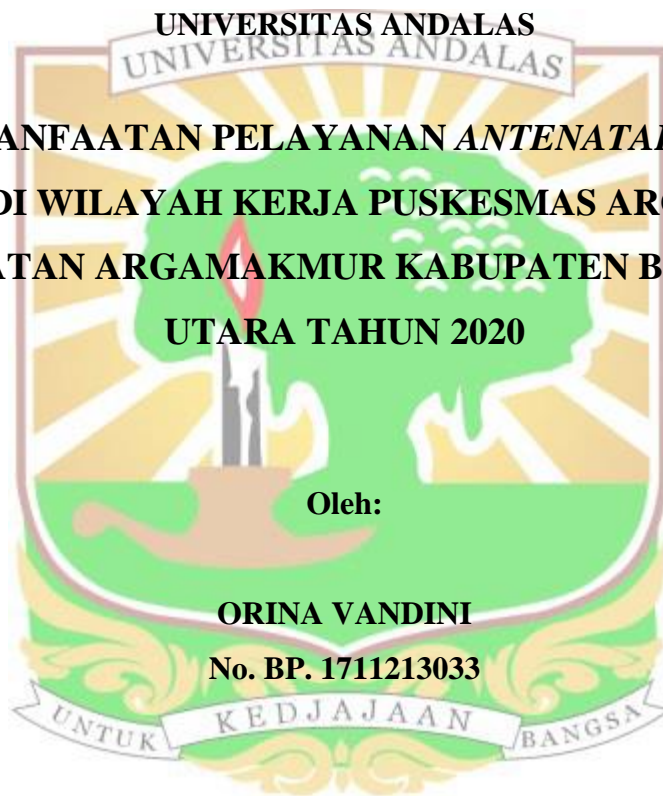 UNIVERSITAS ANDALAS
UNIVERSITAS ANDALAS
ANFAATAN PELAYANAN ANTENATAL
DI WILAYAH KERJA PUSKESMAS ARG
ATAN ARGAMAKMUR KABUPATEN B
UTARA TAHUN 2020
Oleh:
ORINA VANDINI
No. BP. 1711213033
UNTUK KEDJAJAAN BANGSA